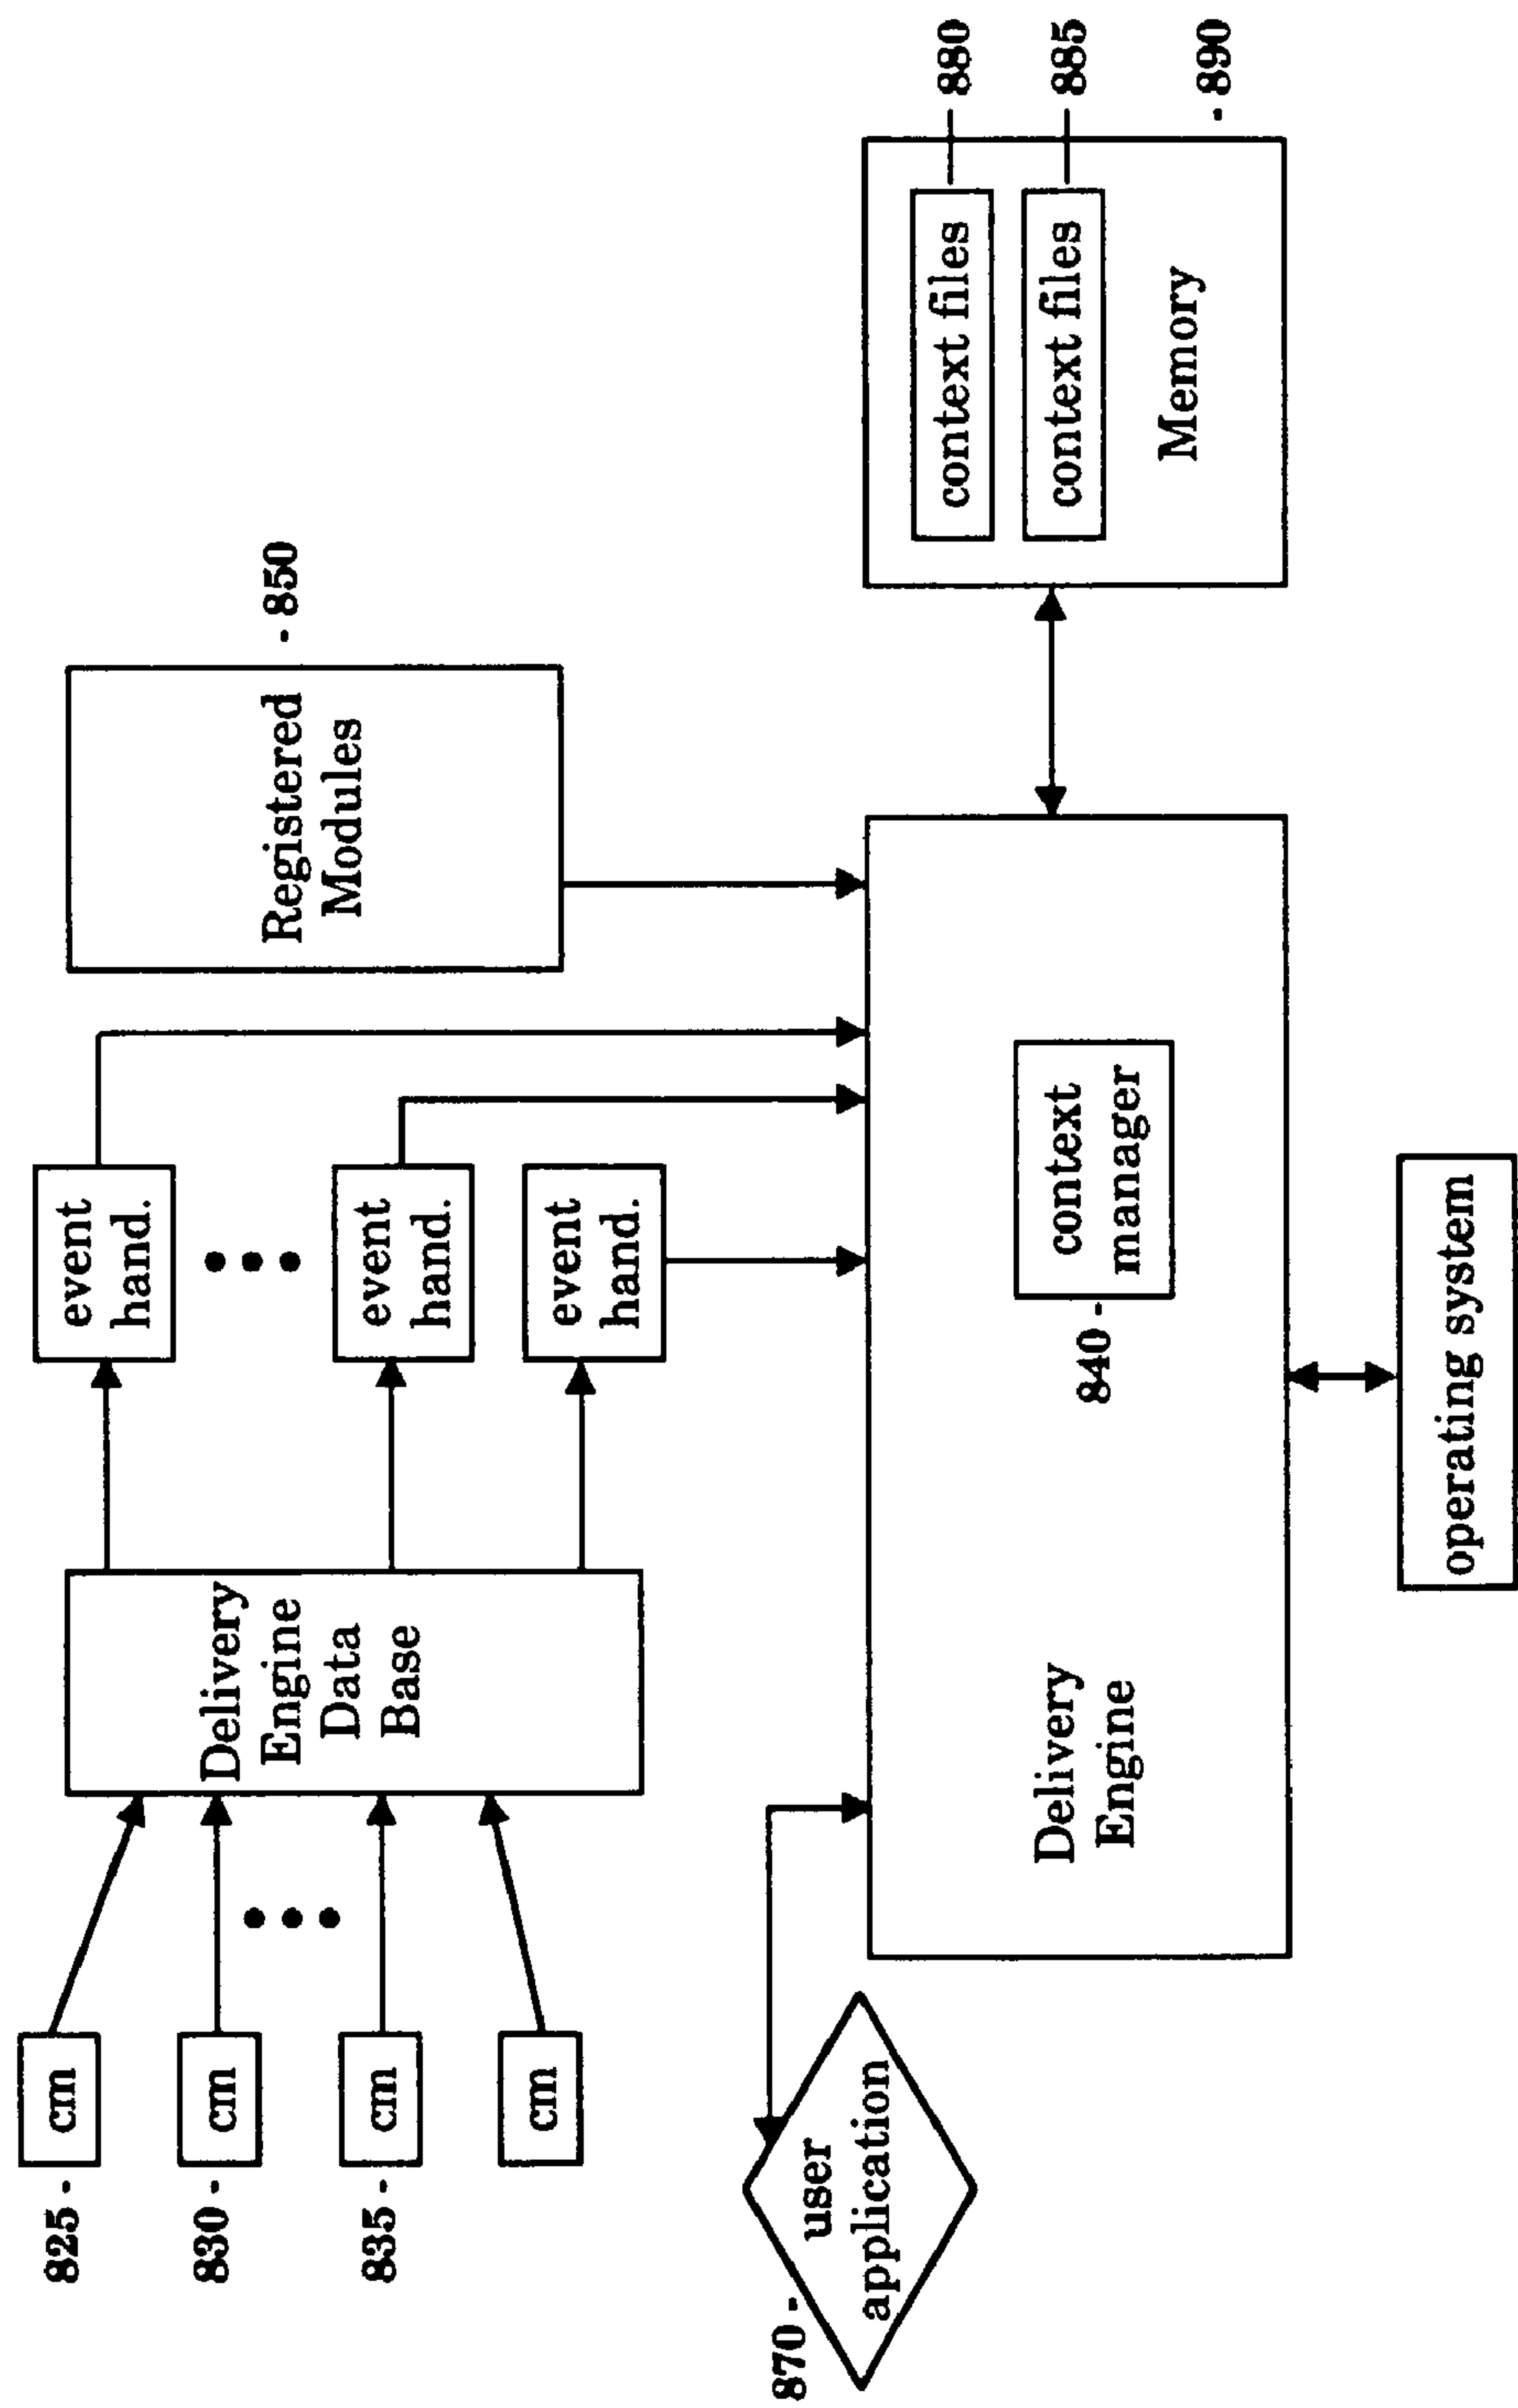 825 -
cm
830 -
cm
835 -
cm
cm
Delivery
Engine
Data
Base
event
hand.
event
hand.
event
hand.
Registered
Modules
- 850
870 -
user
application
Delivery
Engine
840 -
context
manager
operating system
context files
- 880
context files
- 885
Memory
- 890